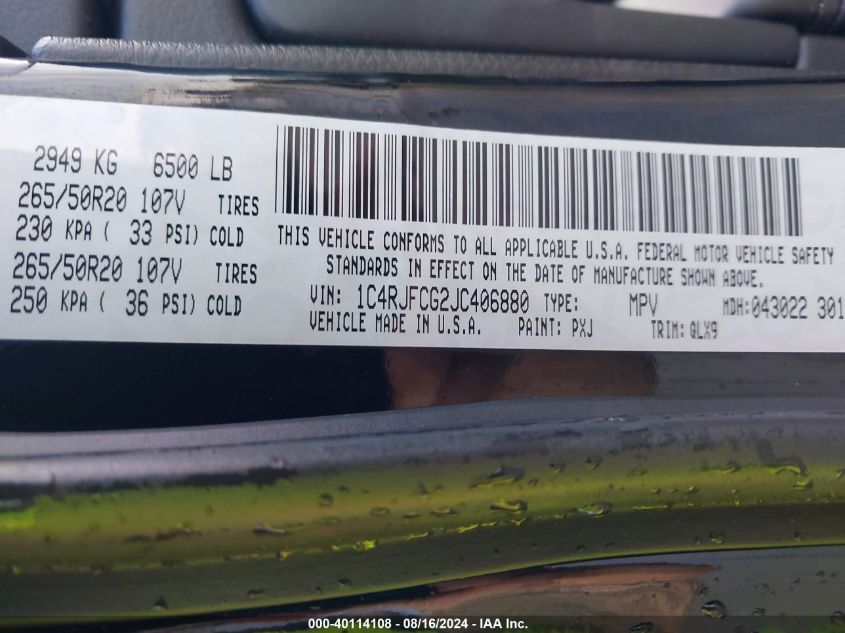 2949 KG 6500 LB
265/50R20 107V TIRES
230 KPA ( 33 PSI) COLD
265/50R20 107V TIRES
250 KPA ( 36 PSI) COLD
THIS VEHICLE CONFORMS TO ALL APPLICABLE U.S.A. FEDERAL MOTOR VEHICLE SAFETY
STANDARDS IN EFFECT ON THE DATE OF MANUFACTURE SHOWN ABOVE.
VIN: 1C4RJFCG2JC406880 TYPE: MPV MDH: 043022 301
VEHICLE MADE IN U.S.A. PAINT: PXJ TRIM: QLX9
000-40114108 - 08/16/2024 - IAA Inc.